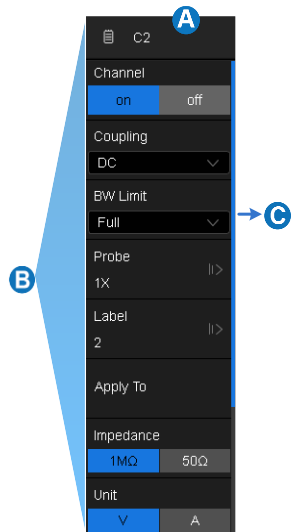 A
C2
Channel
on off
Coupling
DC
BW Limit
Full
C
Probe
1X
B
Label
2
Apply To
Impedance
1MΩ 50Ω
Unit
V A